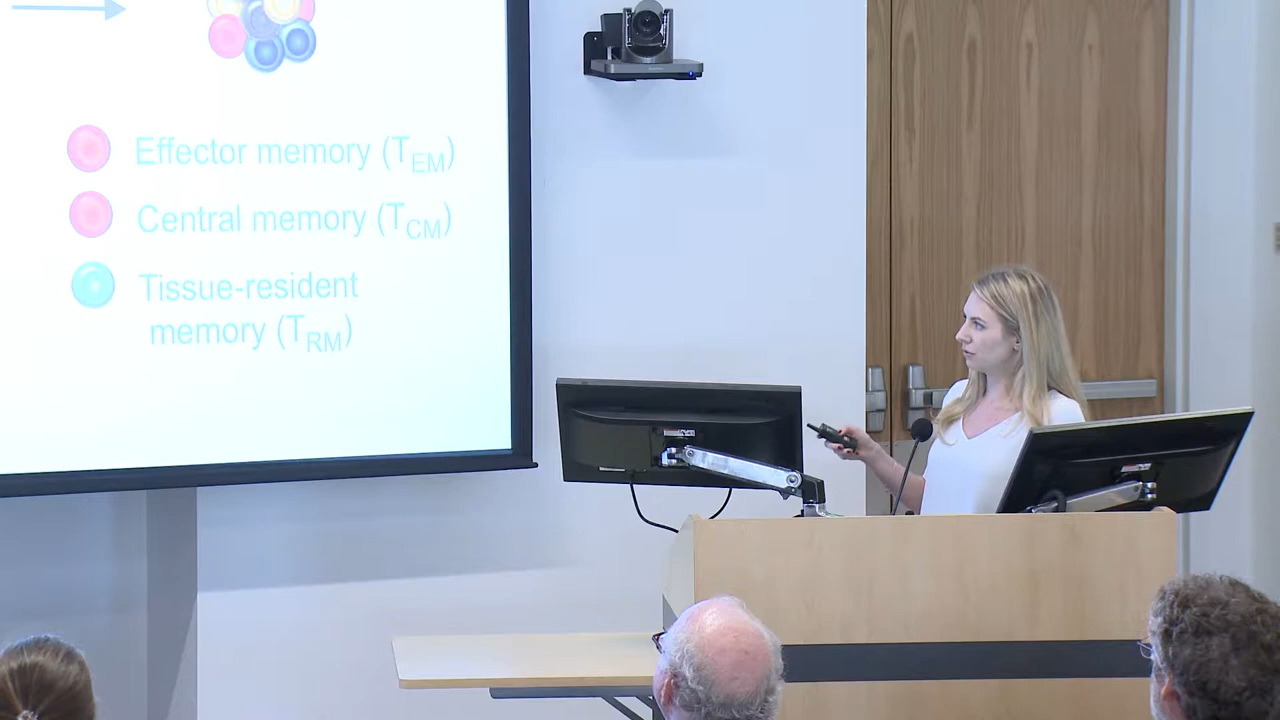 Effector memory (TEM)
Central memory (TCM)
Tissue-resident
memory (TRM)